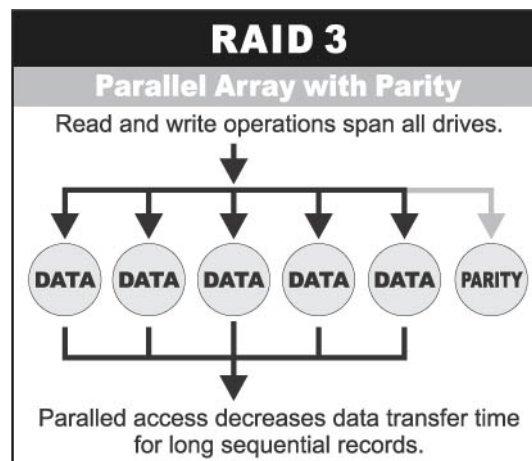 RAID 3
Parallel Array with Parity
Read and write operations span all drives.
DATA DATA DATA DATA DATA PARITY
Paralled access decreases data transfer time
for long sequential records.